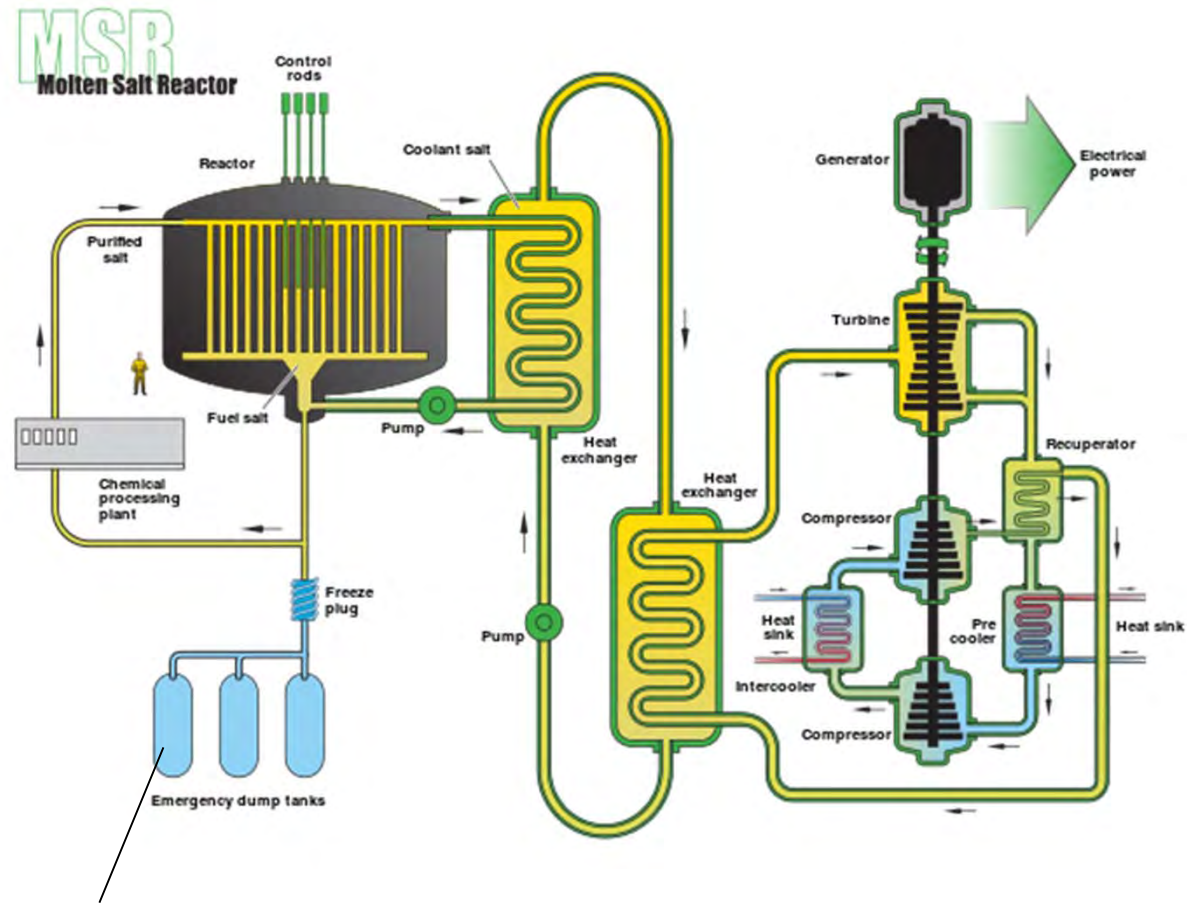 MSR
Molten Salt Reactor
Control
rods
Reactor
Coolant salt
Generator
Electrical
power
Purified
salt
Turbine
Fuel salt
Pump
Heat
exchanger
Recuperator
Heat
exchanger
Chemical
processing
plant
Compressor
Freeze
plug
Pump
Heat
sink
Pre
cooler
Heat sink
Intercooler
Compressor
Emergency dump tanks